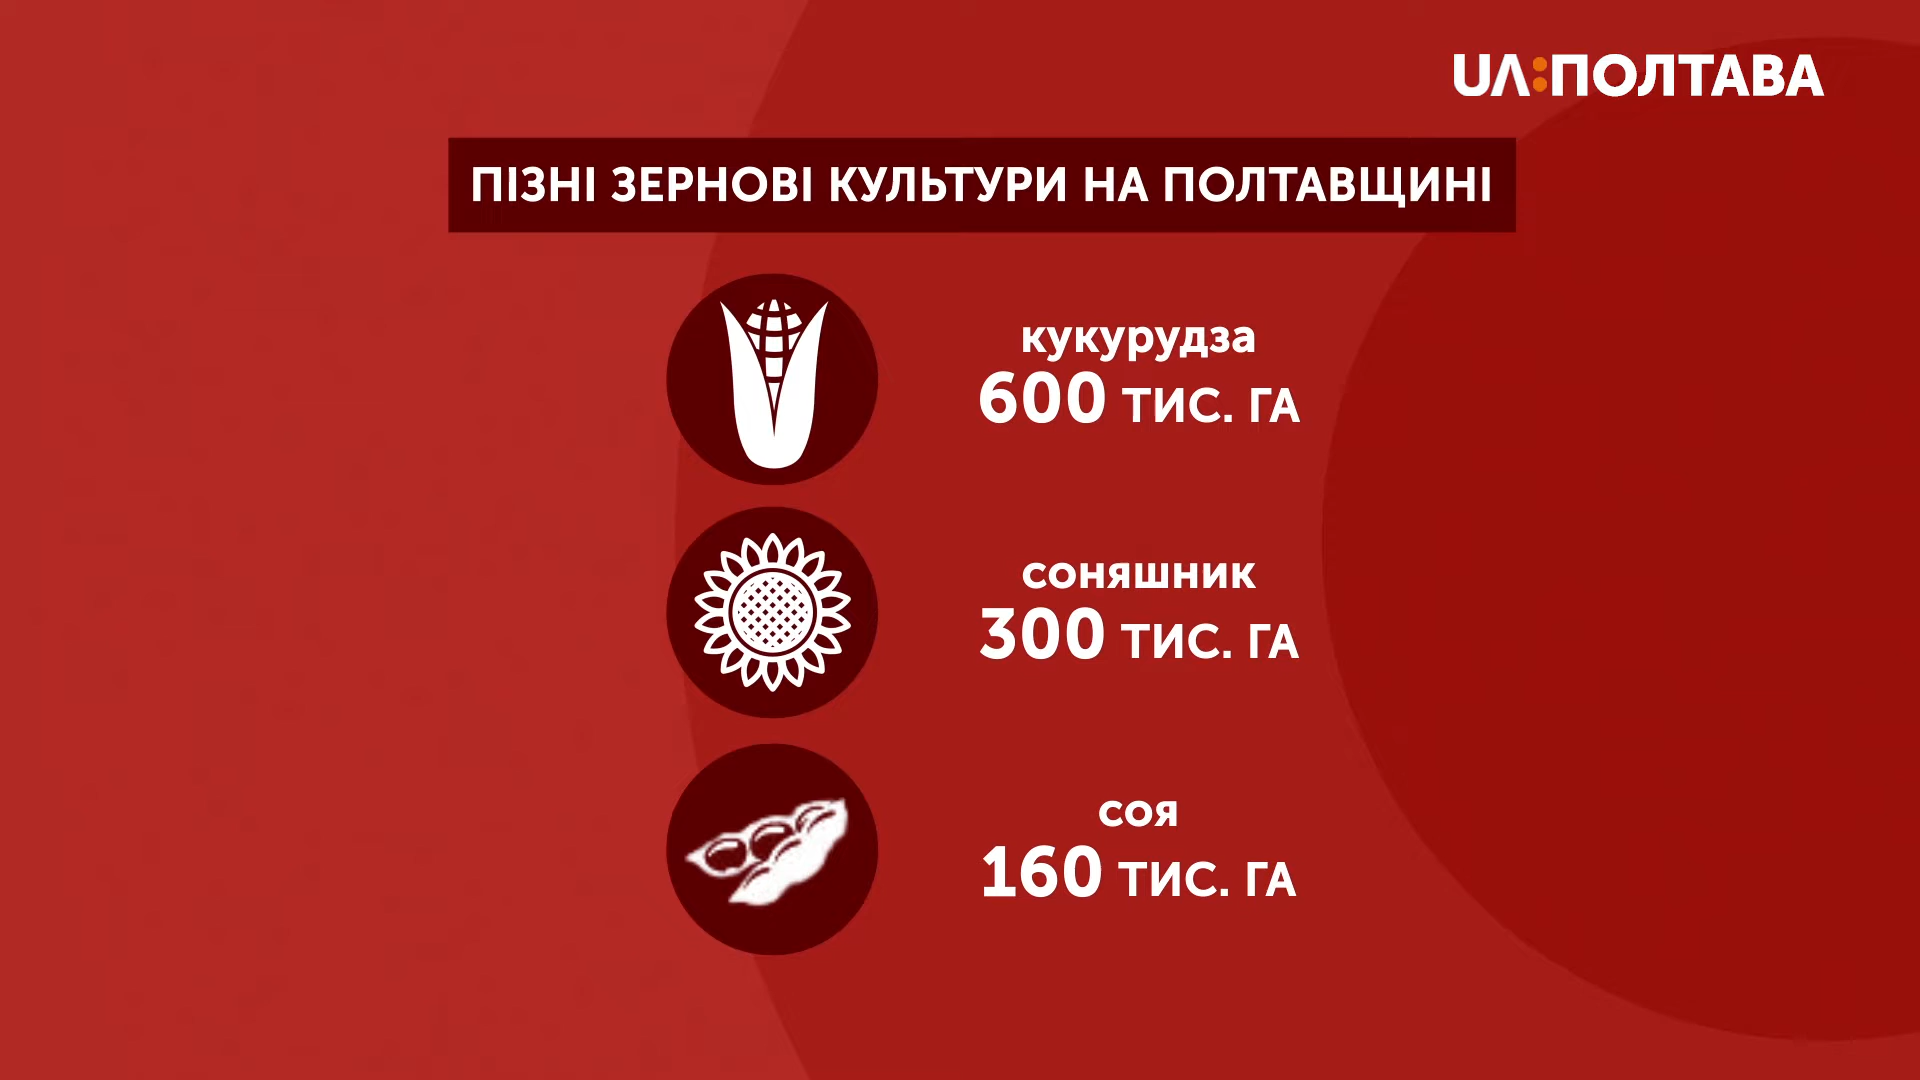 UA:ПОЛТАВА
ПІЗНІ ЗЕРНОВІ КУЛЬТУРИ НА ПОЛТАВЩИНІ
кукурудза
600 ТИС. ГА
соняшник
300 ТИС. ГА
соя
160 ТИС. ГА